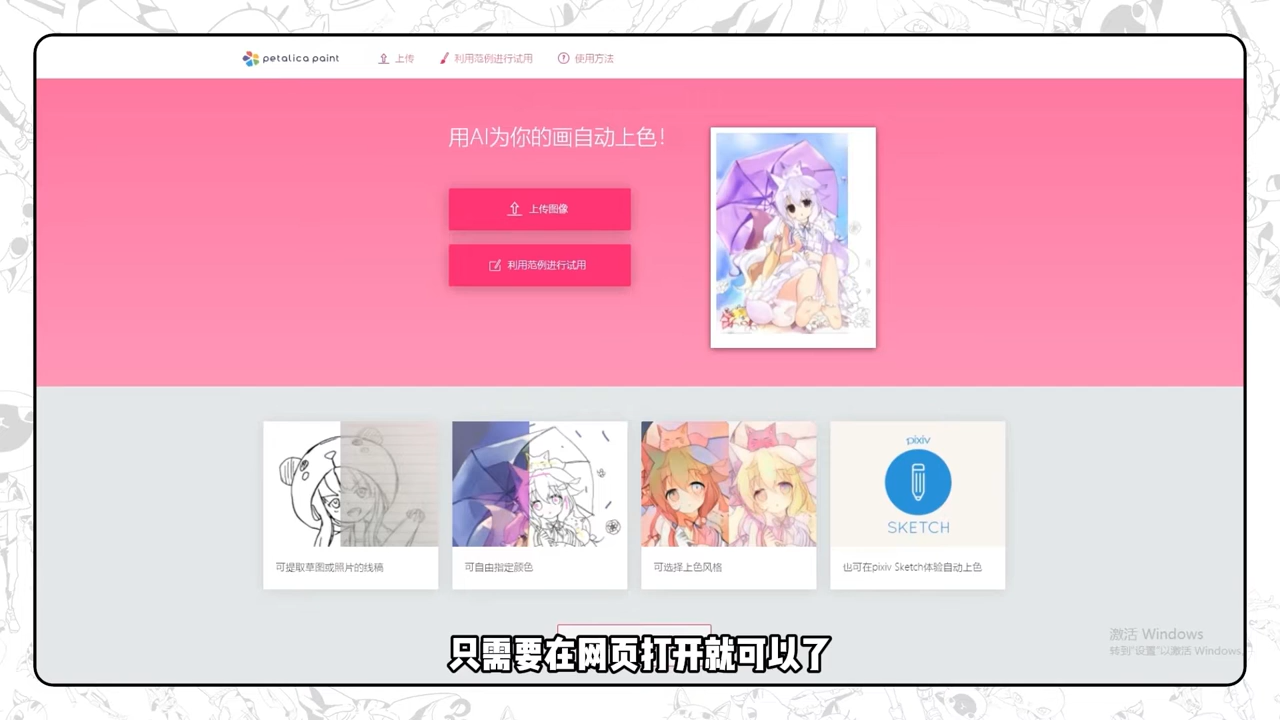 petalica paint
上传
利用范例进行试用
使用方法
用AI为你的画自动上色！
上传图像
利用范例进行试用
可提取草图或照片的线稿
可自由指定颜色
可选择上色风格
pixiv
SKETCH
也可在pixiv Sketch体验自动上色
激活 Windows
转到"设置"以激活 Windows。
只需要在网页打开就可以了